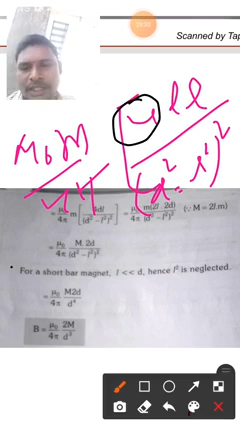 Scanned by Tap
μ₀ M / 4π [ 4 l d / (d² - l²)²
= μ₀/4π m [ 4dl / (d² - l²)² ] = μ₀/4π m(2l . 2d) / (d² - l²)² (∵ M = 2l.m)
= μ₀/4π M. 2d / (d² - l²)²
• For a short bar magnet, l << d, hence l² is neglected.
= μ₀/4π M2d / d⁴
B = μ₀/4π 2M / d³